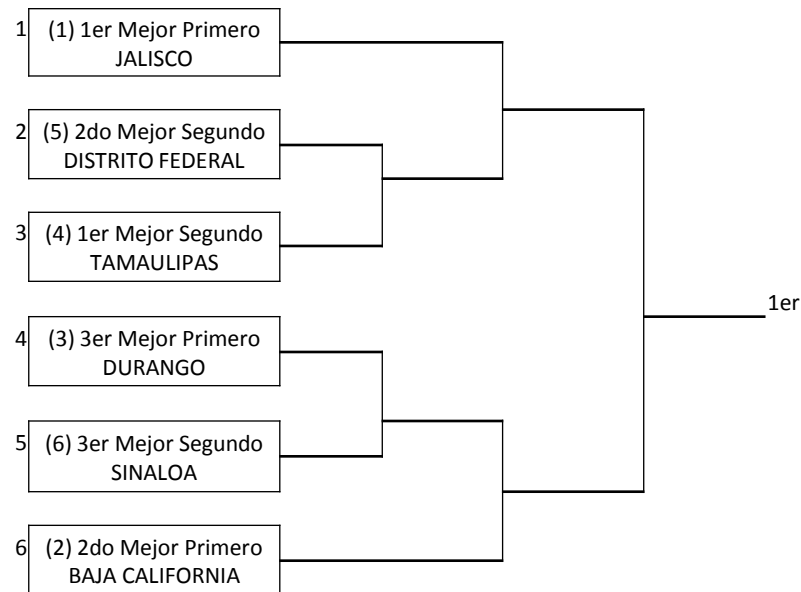 1 (1) 1er Mejor Primero
JALISCO
2 (5) 2do Mejor Segundo
DISTRITO FEDERAL
3 (4) 1er Mejor Segundo
TAMAULIPAS
4 (3) 3er Mejor Primero
DURANGO
5 (6) 3er Mejor Segundo
SINALOA
6 (2) 2do Mejor Primero
BAJA CALIFORNIA
1er